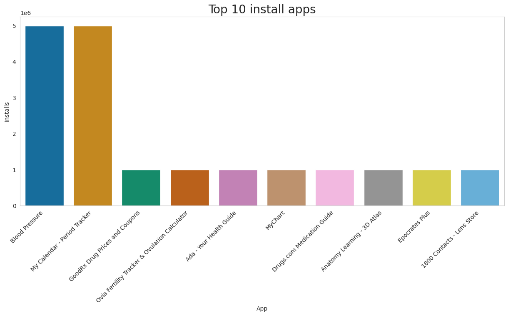 Top 10 install apps
1e6
5
4
3
2
1
0
Installs
Blood Pressure
My Calendar - Period Tracker
GoodRx Drug Prices and Coupons
Ovia Fertility Tracker & Ovulation Calculator
Ada - Your Health Guide
MyChart
Drugs.com Medication Guide
Anatomy Learning - 3D Atlas
Epocrates Plus
1800 Contacts - Lens Store
App